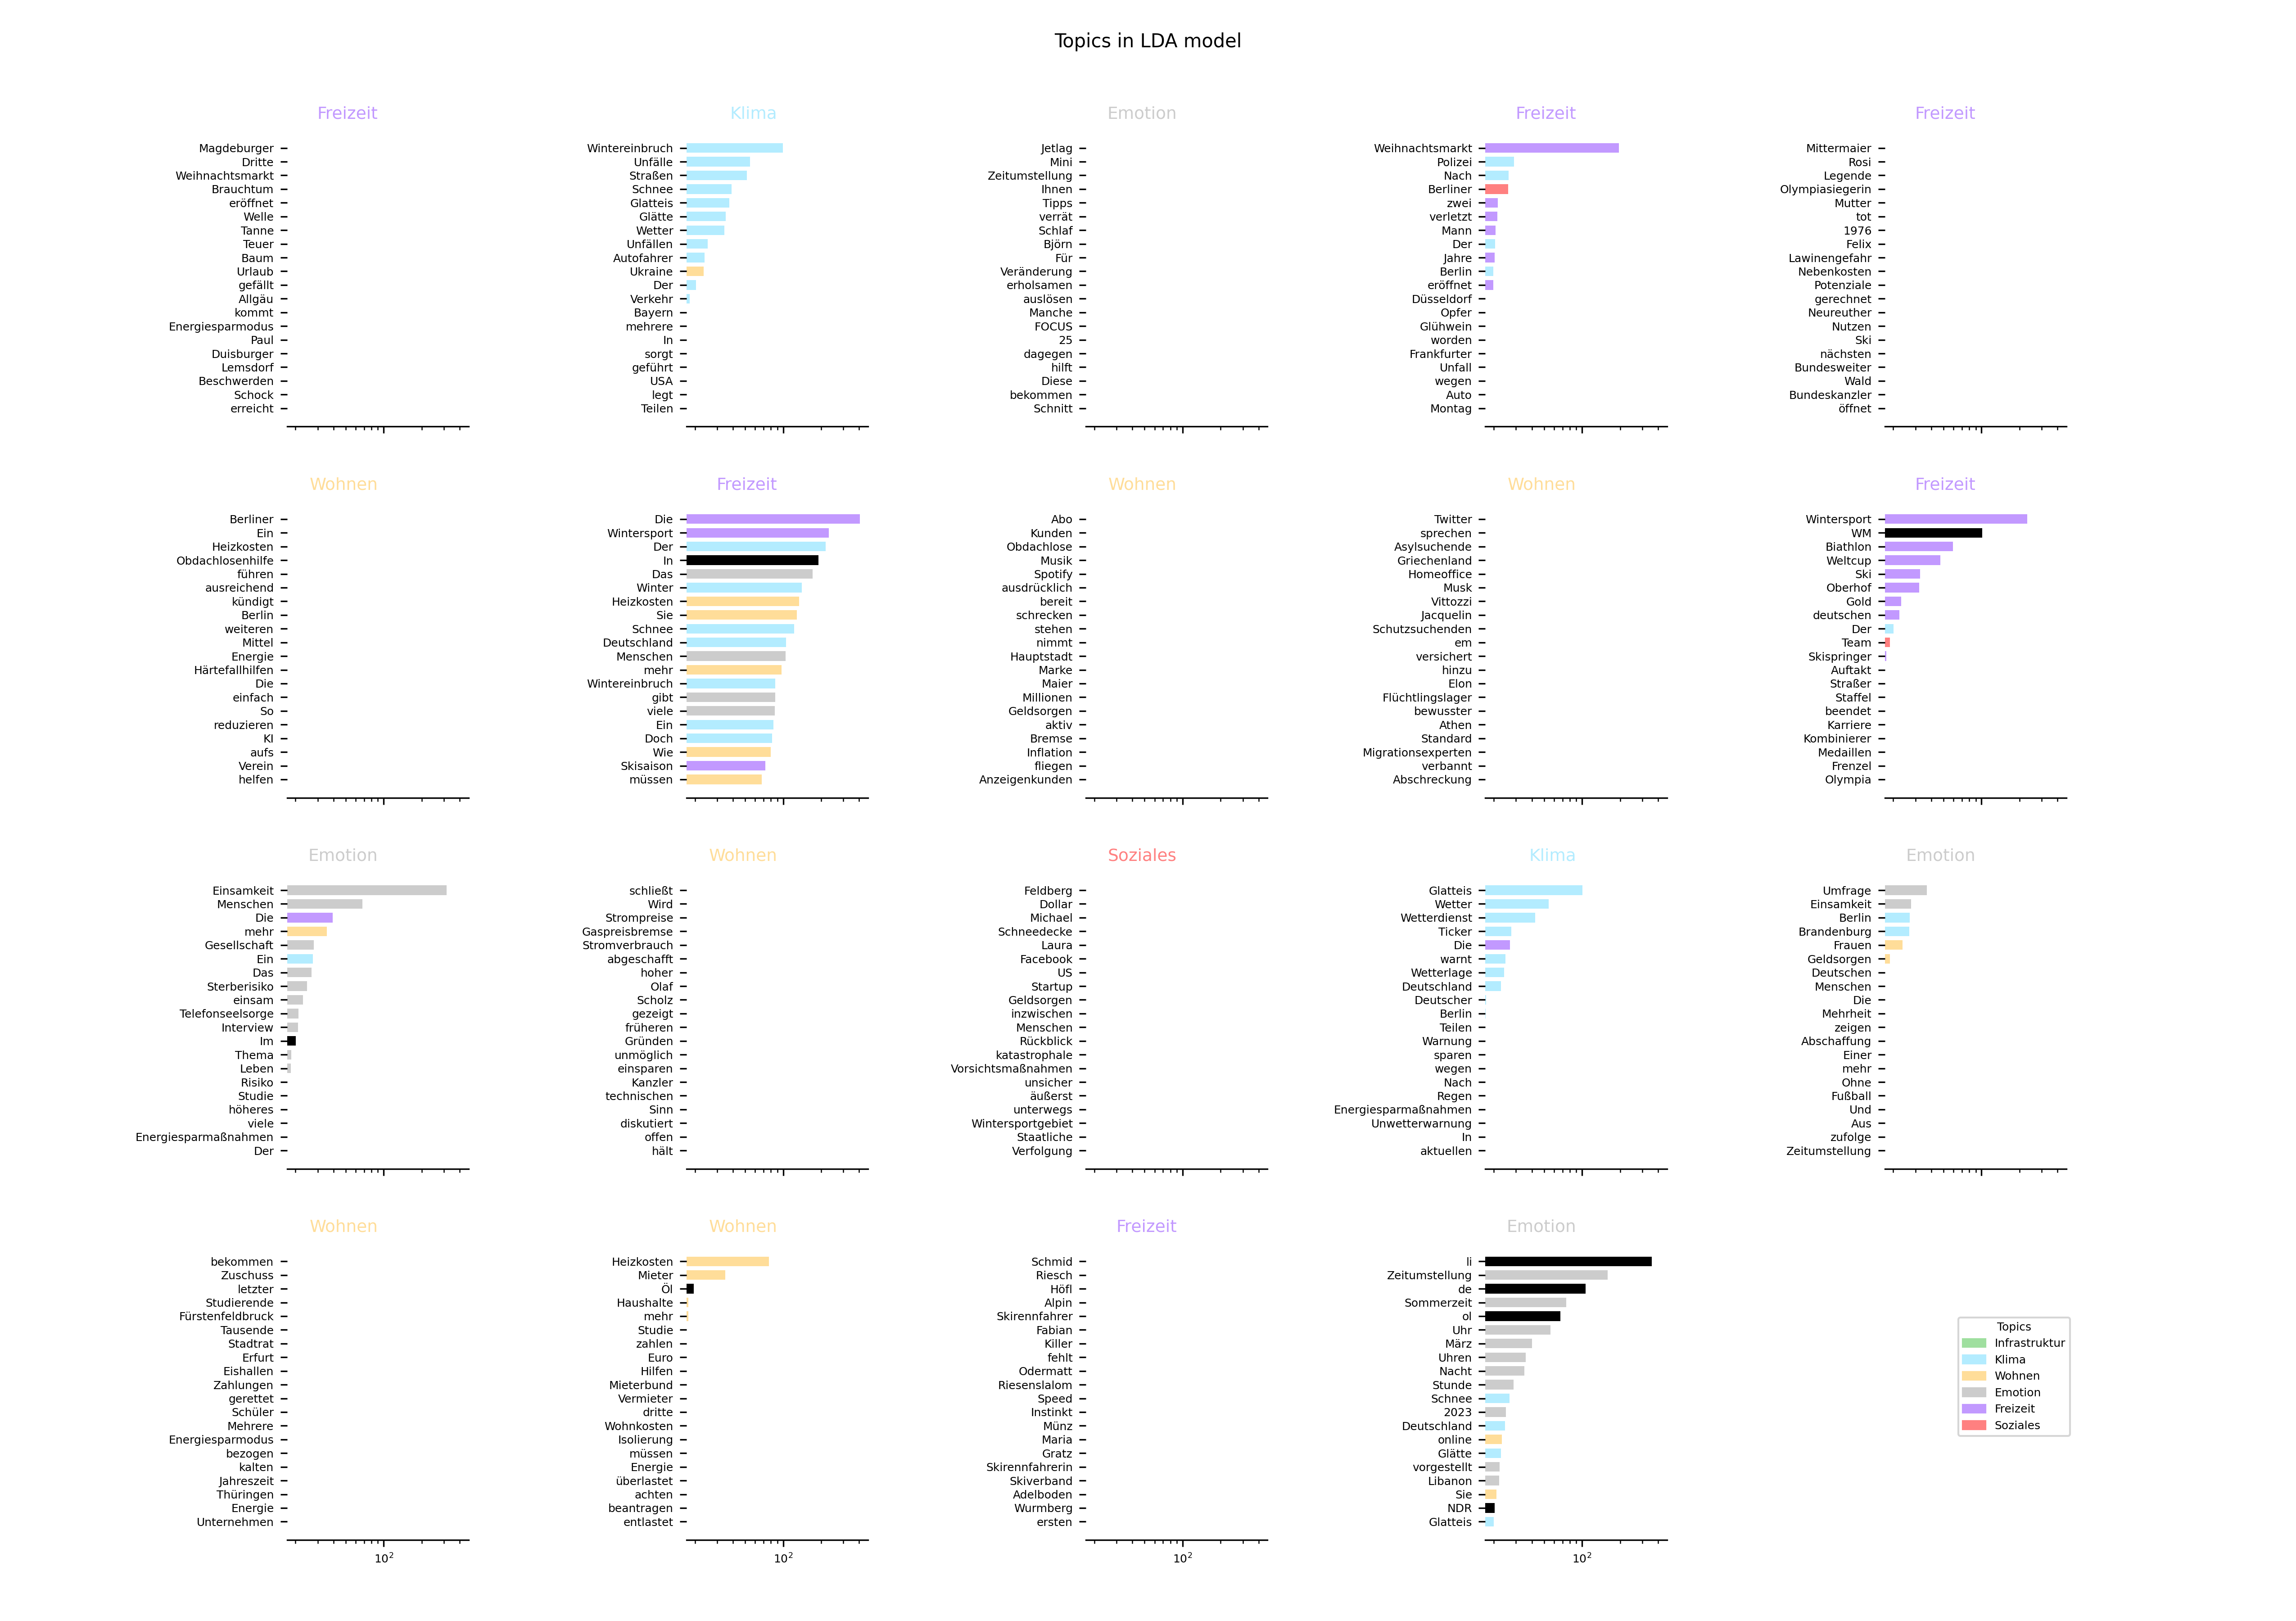 Topics in LDA model
Freizeit
Magdeburger
Dritte
Weihnachtsmarkt
Brauchtum
eröffnet
Welle
Tanne
Teuer
Baum
Urlaub
gefällt
Allgäu
kommt
Energiesparmodus
Paul
Duisburger
Lemsdorf
Beschwerden
Schock
erreicht
Klima
Wintereinbruch
Unfälle
Straßen
Schnee
Glatteis
Glätte
Wetter
Unfällen
Autofahrer
Ukraine
Der
Verkehr
Bayern
mehrere
In
sorgt
geführt
USA
legt
Teilen
Emotion
Jetlag
Mini
Zeitumstellung
Ihnen
Tipps
verrät
Schlaf
Björn
Für
Veränderung
erholsamen
auslösen
Manche
FOCUS
25
dagegen
hilft
Diese
bekommen
Schnitt
Freizeit
Weihnachtsmarkt
Polizei
Nach
Berliner
zwei
verletzt
Mann
Der
Jahre
Berlin
eröffnet
Düsseldorf
Opfer
Glühwein
worden
Frankfurter
Unfall
wegen
Auto
Montag
Freizeit
Mittermaier
Rosi
Legende
Olympiasiegerin
Mutter
tot
1976
Felix
Lawinengefahr
Nebenkosten
Potenziale
gerechnet
Neureuther
Nutzen
Ski
nächsten
Bundesweiter
Wald
Bundeskanzler
öffnet
Wohnen
Berliner
Ein
Heizkosten
Obdachlosenhilfe
führen
ausreichend
kündigt
Berlin
weiteren
Mittel
Energie
Härtefallhilfen
Die
einfach
So
reduzieren
KI
aufs
Verein
helfen
Freizeit
Die
Wintersport
Der
In
Das
Winter
Heizkosten
Sie
Schnee
Deutschland
Menschen
mehr
Wintereinbruch
gibt
viele
Ein
Doch
Wie
Skisaison
müssen
Wohnen
Abo
Kunden
Obdachlose
Musik
Spotify
ausdrücklich
bereit
schrecken
stehen
nimmt
Hauptstadt
Marke
Maier
Millionen
Geldsorgen
aktiv
Bremse
Inflation
fliegen
Anzeigenkunden
Wohnen
Twitter
sprechen
Asylsuchende
Griechenland
Homeoffice
Musk
Vittozzi
Jacquelin
Schutzsuchenden
em
versichert
hinzu
Elon
Flüchtlingslager
bewusster
Athen
Standard
Migrationsexperten
verbannt
Abschreckung
Freizeit
Wintersport
WM
Biathlon
Weltcup
Ski
Oberhof
Gold
deutschen
Der
Team
Skispringer
Auftakt
Straßer
Staffel
beendet
Karriere
Kombinierer
Medaillen
Frenzel
Olympia
Emotion
Einsamkeit
Menschen
Die
mehr
Gesellschaft
Ein
Das
Sterberisiko
einsam
Telefonseelsorge
Interview
Im
Thema
Leben
Risiko
Studie
höheres
viele
Energiesparmaßnahmen
Der
Wohnen
schließt
Wird
Strompreise
Gaspreisbremse
Stromverbrauch
abgeschafft
hoher
Olaf
Scholz
gezeigt
früheren
Gründen
unmöglich
einsparen
Kanzler
technischen
Sinn
diskutiert
offen
hält
Soziales
Feldberg
Dollar
Michael
Schneedecke
Laura
Facebook
US
Startup
Geldsorgen
inzwischen
Menschen
Rückblick
katastrophale
Vorsichtsmaßnahmen
unsicher
äußerst
unterwegs
Wintersportgebiet
Staatliche
Verfolgung
Klima
Glatteis
Wetter
Wetterdienst
Ticker
Die
warnt
Wetterlage
Deutschland
Deutscher
Berlin
Teilen
Warnung
sparen
wegen
Nach
Regen
Energiesparmaßnahmen
Unwetterwarnung
In
aktuellen
Emotion
Umfrage
Einsamkeit
Berlin
Brandenburg
Frauen
Geldsorgen
Deutschen
Menschen
Die
Mehrheit
zeigen
Abschaffung
Einer
mehr
Ohne
Fußball
Und
Aus
zufolge
Zeitumstellung
Wohnen
bekommen
Zuschuss
letzter
Studierende
Fürstenfeldbruck
Tausende
Stadtrat
Erfurt
Eishallen
Zahlungen
gerettet
Schüler
Mehrere
Energiesparmodus
bezogen
kalten
Jahreszeit
Thüringen
Energie
Unternehmen
10²
Wohnen
Heizkosten
Mieter
Öl
Haushalte
mehr
Studie
zahlen
Euro
Hilfen
Mieterbund
Vermieter
dritte
Wohnkosten
Isolierung
müssen
Energie
überlastet
achten
beantragen
entlastet
10²
Freizeit
Schmid
Riesch
Höfl
Alpin
Skirennfahrer
Fabian
Killer
fehlt
Odermatt
Riesenslalom
Speed
Instinkt
Münz
Maria
Gratz
Skirennfahrerin
Skiverband
Adelboden
Wurmberg
ersten
10²
Emotion
li
Zeitumstellung
de
Sommerzeit
ol
Uhr
März
Uhren
Nacht
Stunde
Schnee
2023
Deutschland
online
Glätte
vorgestellt
Libanon
Sie
NDR
Glatteis
10²
Topics
Infrastruktur
Klima
Wohnen
Emotion
Freizeit
Soziales